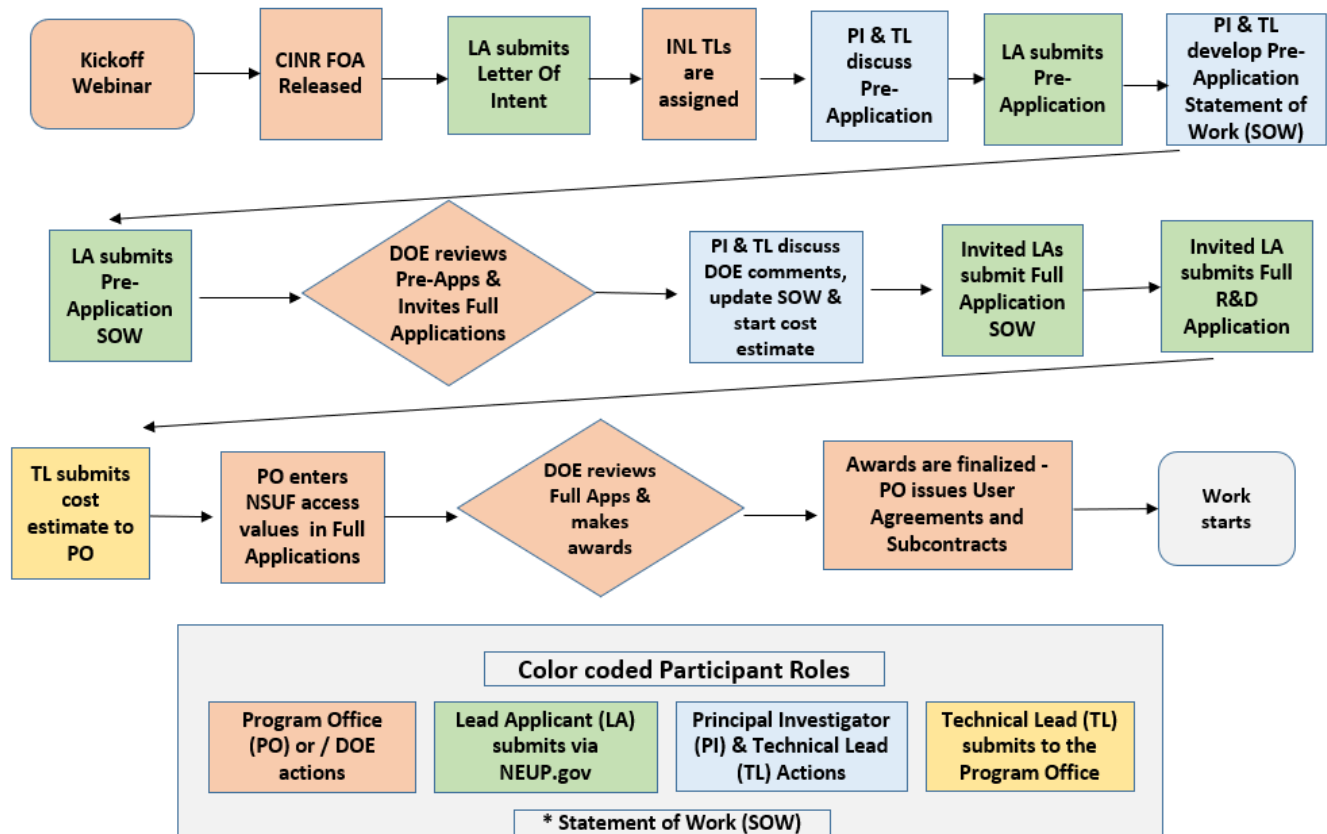 Kickoff
Webinar
CINR FOA
Released
LA submits
Letter Of
Intent
INL TLs
are
assigned
PI & TL
discuss
Pre-
Application
LA submits
Pre-
Application
PI & TL
develop Pre-
Application
Statement of
Work (SOW)
LA submits
Pre-
Application
SOW
DOE reviews
Pre-Apps &
Invites Full
Applications
PI & TL discuss
DOE comments,
update SOW &
start cost
estimate
Invited LAs
submit Full
Application
SOW
Invited LA
submits Full
R&D
Application
TL submits
cost
estimate to
PO
PO enters
NSUF access
values in Full
Applications
DOE reviews
Full Apps &
makes
awards
Awards are finalized -
PO issues User
Agreements and
Subcontracts
Work
starts
Color coded Participant Roles
Program Office
(PO) or / DOE
actions
Lead Applicant (LA)
submits via
NEUP.gov
Principal Investigator
(PI) & Technical Lead
(TL) Actions
Technical Lead (TL)
submits to the
Program Office
* Statement of Work (SOW)